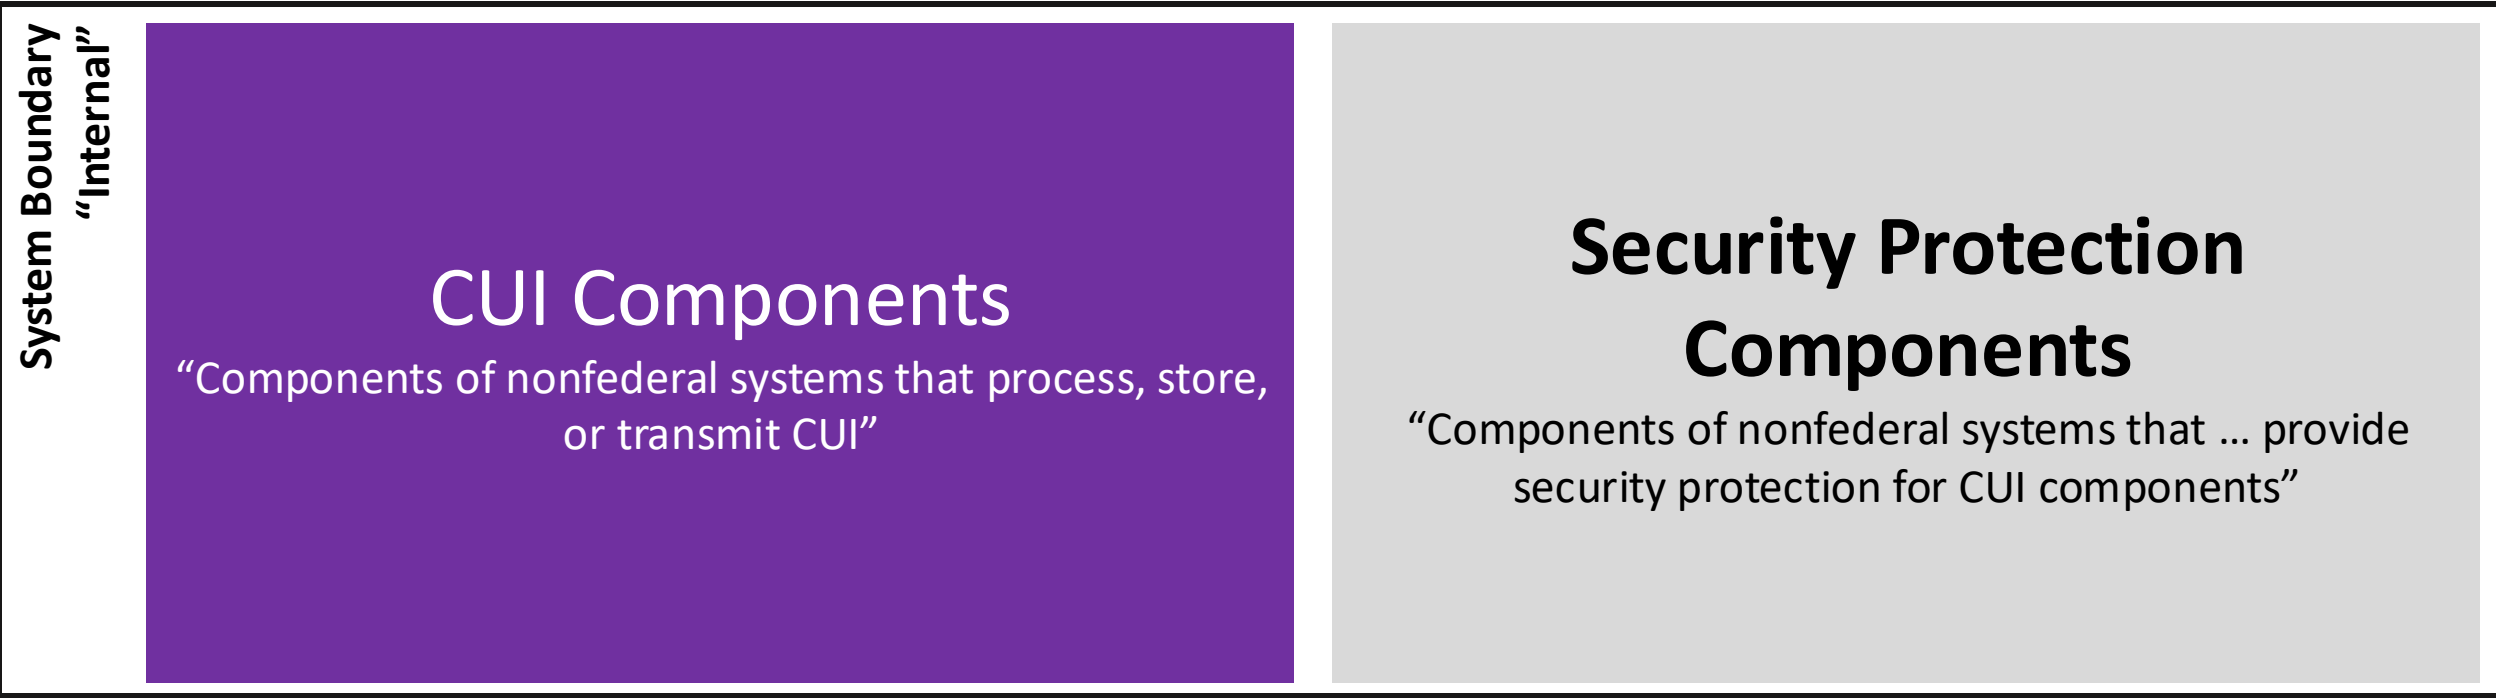 System Boundary
“Internal”
CUI Components
“Components of nonfederal systems that process, store,
or transmit CUI”
Security Protection
Components
“Components of nonfederal systems that ... provide
security protection for CUI components”